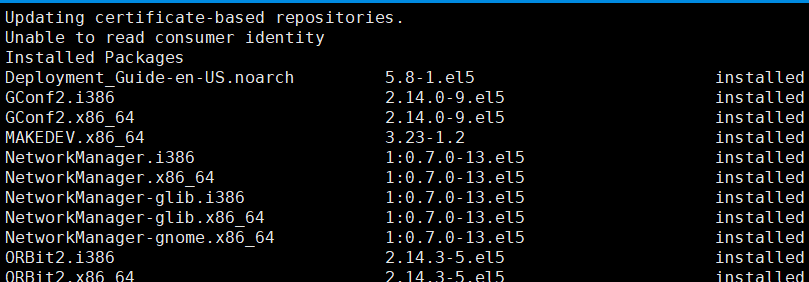 Updating certificate-based repositories.
Unable to read consumer identity
Installed Packages
Deployment_Guide-en-US.noarch 5.8-1.el5 installed
GConf2.i386 2.14.0-9.el5 installed
GConf2.x86_64 2.14.0-9.el5 installed
MAKEDEV.x86_64 3.23-1.2 installed
NetworkManager.i386 1:0.7.0-13.el5 installed
NetworkManager.x86_64 1:0.7.0-13.el5 installed
NetworkManager-glib.i386 1:0.7.0-13.el5 installed
NetworkManager-glib.x86_64 1:0.7.0-13.el5 installed
NetworkManager-gnome.x86_64 1:0.7.0-13.el5 installed
ORBit2.i386 2.14.3-5.el5 installed
ORBit2.x86_64 2.14.3-5.el5 installed